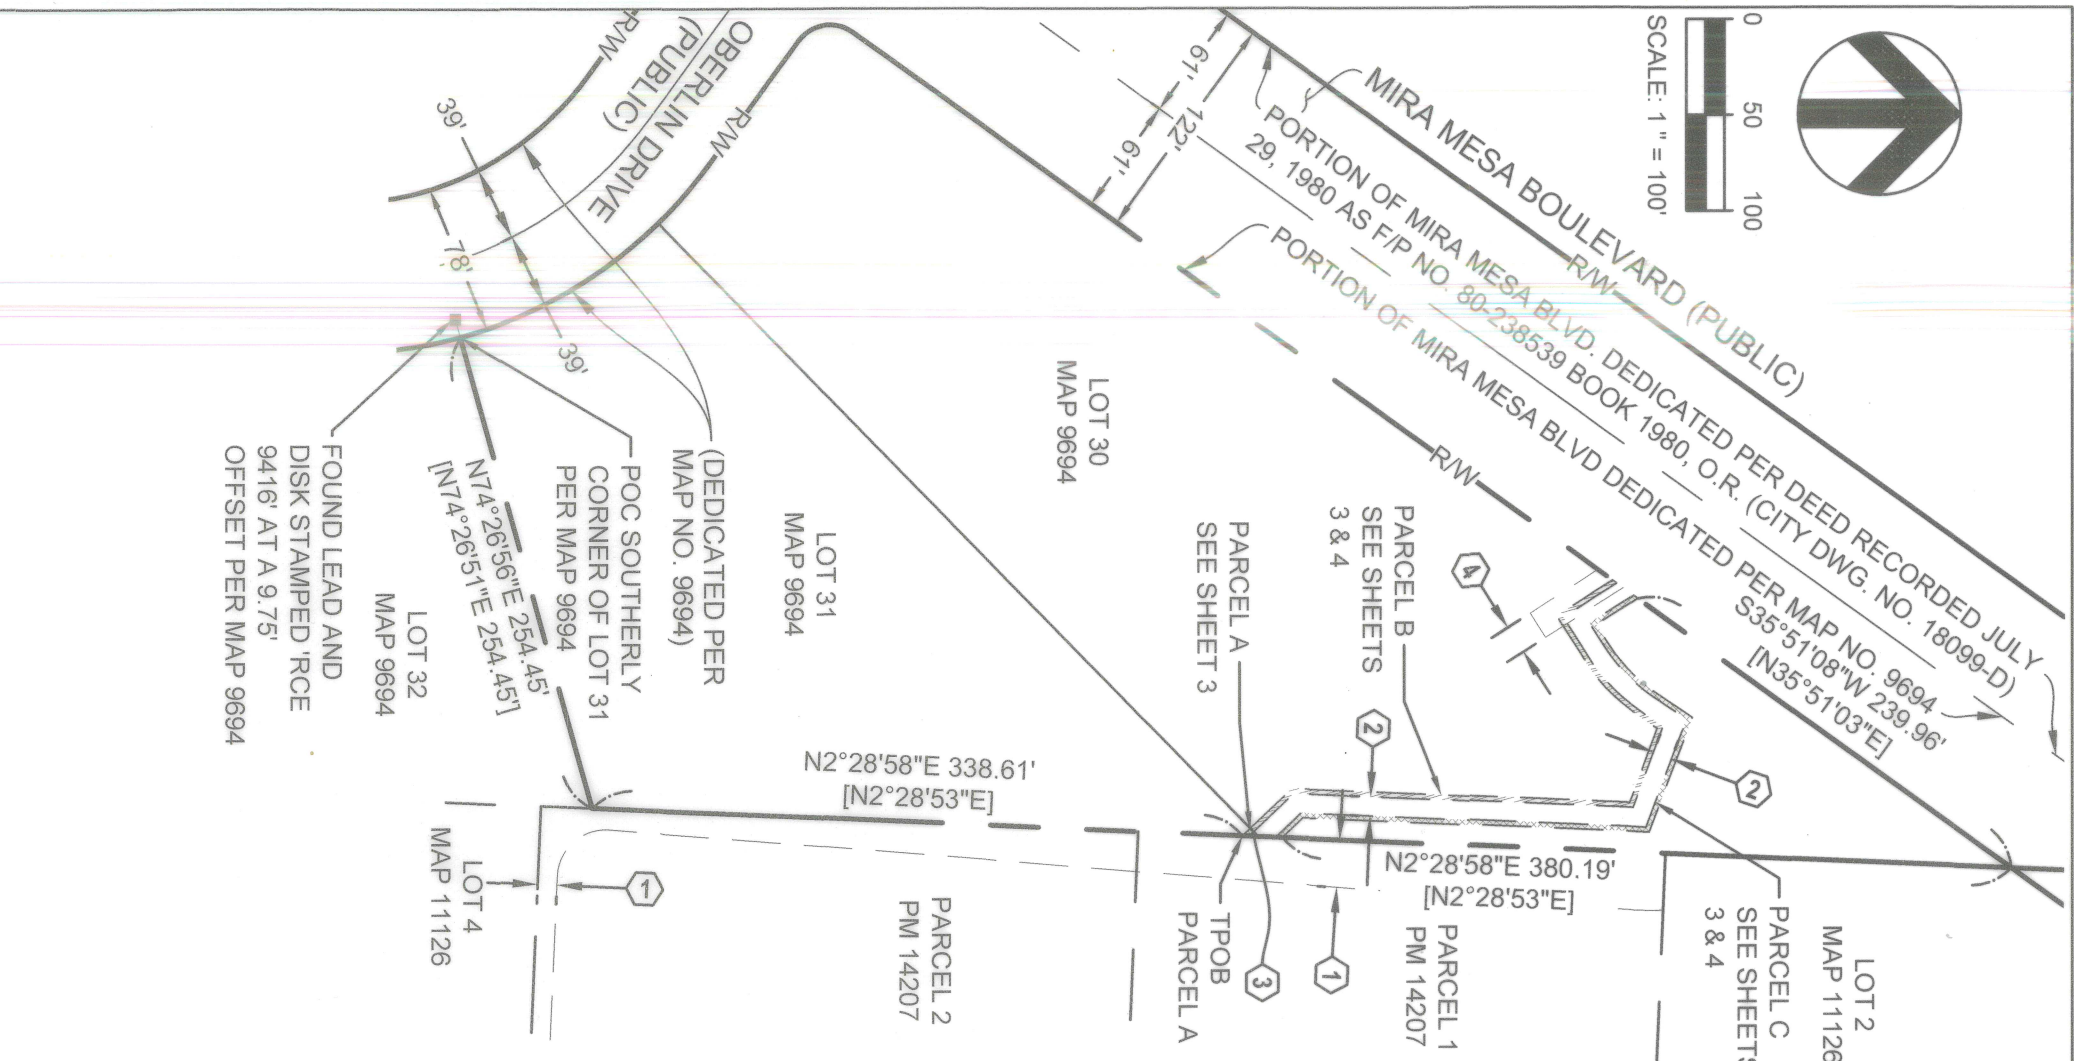 0
50
100
SCALE: 1 " = 100'
MIRA MESA BOULEVARD (PUBLIC)
R/W
PORTION OF MIRA MESA BLVD. DEDICATED PER DEED RECORDED JULY
29, 1980 AS F/P NO. 80-238539 BOOK 1980, O.R. (CITY DWG. NO. 18099-D)
PORTION OF MIRA MESA BLVD DEDICATED PER MAP NO. 9694
S35°51'08"W 239.96'
[N35°51'03"E]
61'
122'
61'
R/W
OBERLIN DRIVE
(PUBLIC)
R/W
R/W
39'
78'
39'
LOT 30
MAP 9694
LOT 31
MAP 9694
(DEDICATED PER
MAP NO. 9694)
POC SOUTHERLY
CORNER OF LOT 31
PER MAP 9694
N74°26'56"E 254.45'
[N74°26'51"E 254.45']
LOT 32
MAP 9694
FOUND LEAD AND
DISK STAMPED 'RCE
9416' AT A 9.75'
OFFSET PER MAP 9694
PARCEL B
SEE SHEETS
3 & 4
PARCEL A
SEE SHEET 3
4
2
2
N2°28'58"E 338.61'
[N2°28'53"E]
N2°28'58"E 380.19'
[N2°28'53"E]
LOT 2
MAP 11126
PARCEL C
SEE SHEETS
3 & 4
PARCEL 1
PM 14207
1
3
TPOB
PARCEL A
PARCEL 2
PM 14207
1
LOT 4
MAP 11126